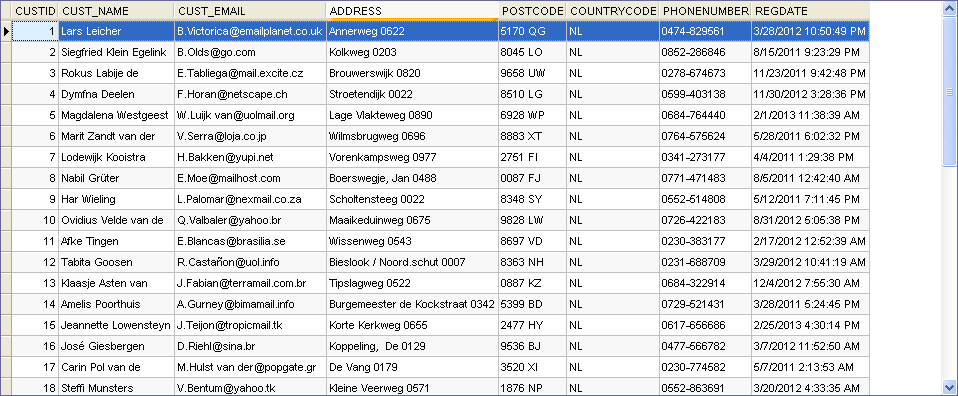 CUSTID CUST_NAME CUST_EMAIL ADDRESS POSTCODE COUNTRYCODE PHONENUMBER REGDATE
1 Lars Leicher B.Victorica@emailplanet.co.uk Annerweg 0622 5170 QG NL 0474-829561 3/28/2012 10:50:49 PM
2 Siegfried Klein Egelink B.Olds@go.com Kolkweg 0203 8045 LO NL 0852-286846 8/15/2011 9:23:29 PM
3 Rokus Labije de E.Tabliega@mail.excite.cz Brouwerswijk 0820 9658 UW NL 0278-674673 11/23/2011 9:42:48 PM
4 Dymfna Deelen F.Horan@netscape.ch Stroetendijk 0022 8510 LG NL 0599-403138 11/30/2012 3:28:36 PM
5 Magdalena Westgeest W.Luijk van@uolmail.org Lage Vlakteweg 0890 6928 WP NL 0684-764440 2/1/2013 11:38:39 AM
6 Marit Zandt van der V.Serra@loja.co.jp Wilmsbrugweg 0696 8883 XT NL 0764-575624 5/28/2011 6:02:32 PM
7 Lodewijk Kooistra H.Bakken@yupi.net Vorenkampsweg 0977 2751 FI NL 0341-273177 4/4/2011 1:29:38 PM
8 Nabil Grüter E.Moe@mailhost.com Boerswegje, Jan 0488 0087 FJ NL 0771-471483 8/5/2011 12:42:40 AM
9 Har Wieling L.Palomar@nexmail.co.za Scholtensteeg 0022 8348 SY NL 0552-514808 5/12/2011 7:11:45 PM
10 Ovidius Velde van de Q.Valbaler@yahoo.br Maaikeduinweg 0675 9828 LW NL 0726-422183 8/31/2012 5:05:38 PM
11 Afke Tingen E.Blancas@brasilia.se Wissenweg 0543 8697 VD NL 0230-383177 2/17/2012 12:52:39 AM
12 Tabita Goosen R.Castañon@uol.info Bieslook / Noord.schut 0007 8363 NH NL 0231-688709 3/29/2012 10:41:19 AM
13 Klaasje Asten van J.Fabian@terramail.com.br Tipslagweg 0522 0887 KZ NL 0684-322914 12/4/2012 7:55:30 AM
14 Amelis Poorthuis A.Gurney@bimamail.info Burgemeester de Kockstraat 0342 5399 BD NL 0729-521431 3/28/2011 5:24:45 PM
15 Jeannette Lowensteyn J.Teijon@tropicmail.tk Korte Kerkweg 0655 2477 HY NL 0617-656686 2/25/2013 4:30:14 PM
16 José Giesbergen D.Riehl@sina.br Koppeling,  De 0129 9536 BJ NL 0477-566782 3/7/2012 11:52:50 AM
17 Carin Pol van de M.Hulst van der@popgate.gr De Vang 0179 3520 XI NL 0230-774582 5/7/2011 2:13:53 AM
18 Steffi Munsters V.Bentum@yahoo.tk Kleine Veerweg 0571 1876 NP NL 0552-863691 3/20/2012 4:33:35 AM